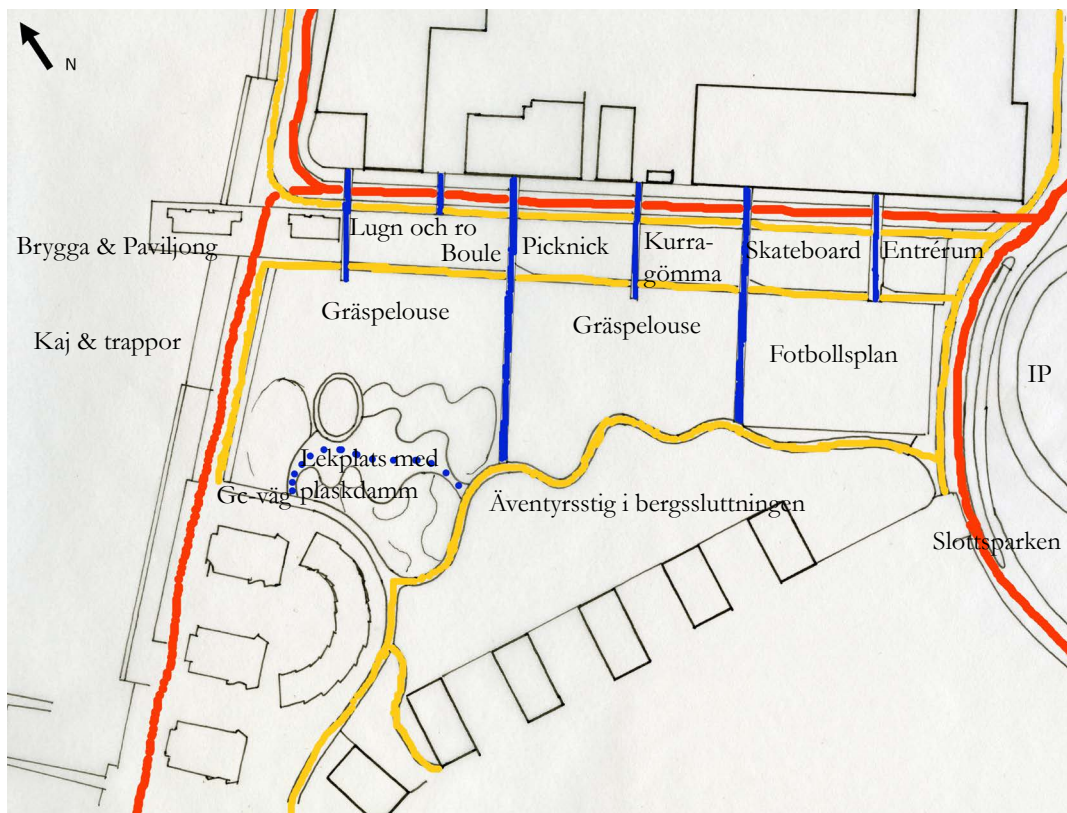 N
Lugn och ro
Brygga & Paviljong
Boule
Picknick
Kurra-
gömma
Skateboard
Entrérum
Gräspelouse
Gräspelouse
Kaj & trappor
Fotbollsplan
IP
Lekplats med
plaskdamm
Gc-väg
Äventyrsstig i bergssluttningen
Slottsparken